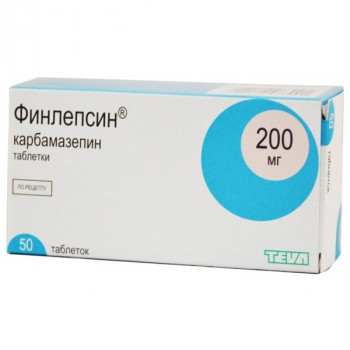 Финлепсин®
карбамазепин
таблетки
200
мг
ПО РЕЦЕПТУ
50 таблеток
TEVA